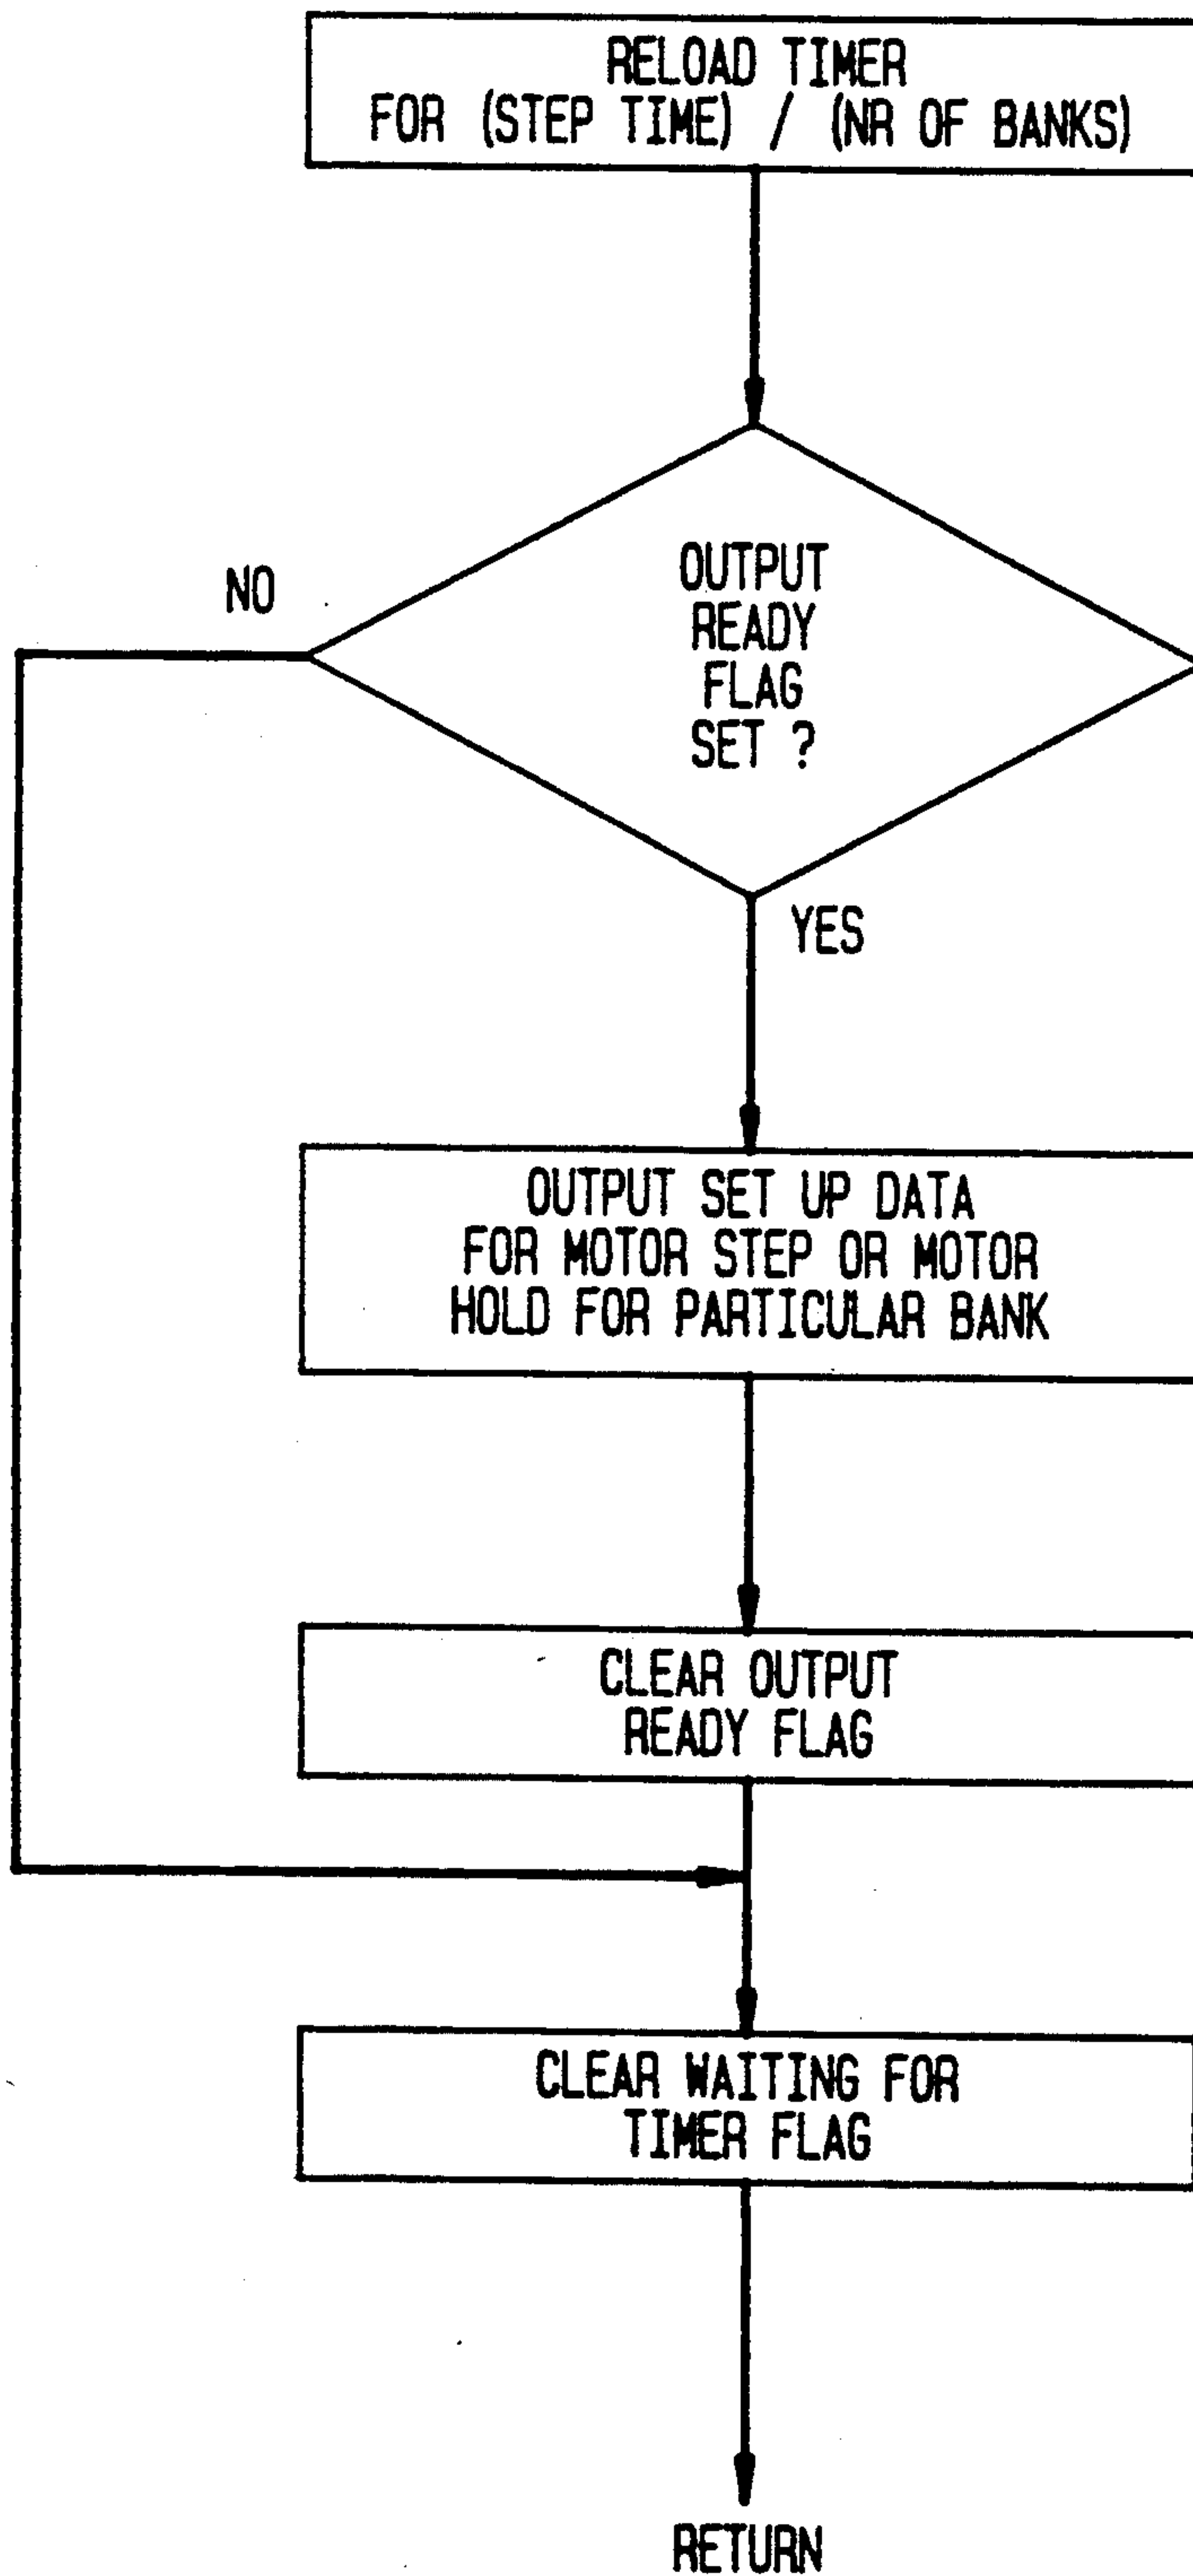 RELOAD TIMER
FOR (STEP TIME) / (NR OF BANKS)
OUTPUT
READY
FLAG
SET ?
NO
YES
OUTPUT SET UP DATA
FOR MOTOR STEP OR MOTOR
HOLD FOR PARTICULAR BANK
CLEAR OUTPUT
READY FLAG
CLEAR WAITING FOR
TIMER FLAG
RETURN